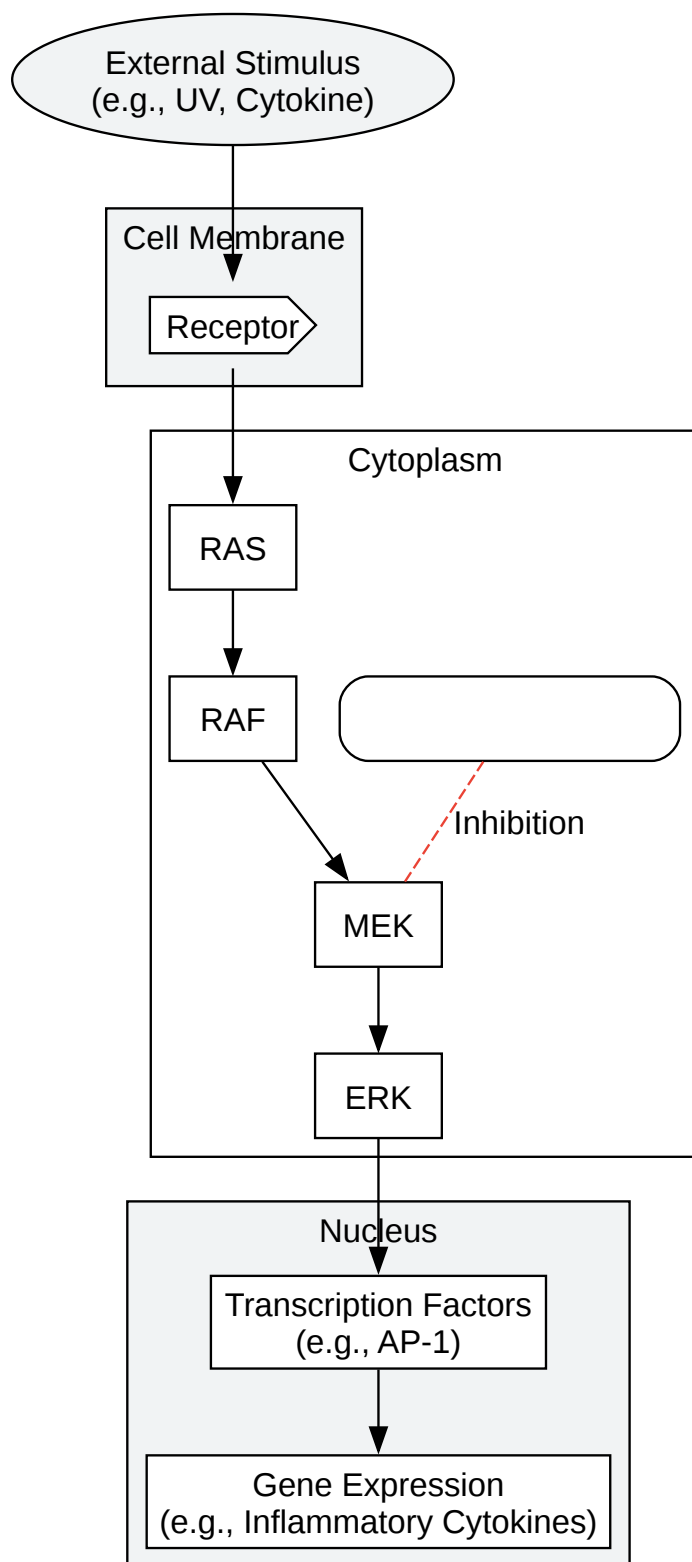 External Stimulus
(e.g., UV, Cytokine)
Cell Membrane
Receptor
Cytoplasm
RAS
RAF
Inhibition
MEK
ERK
Nucleus
Transcription Factors
(e.g., AP-1)
Gene Expression
(e.g., Inflammatory Cytokines)